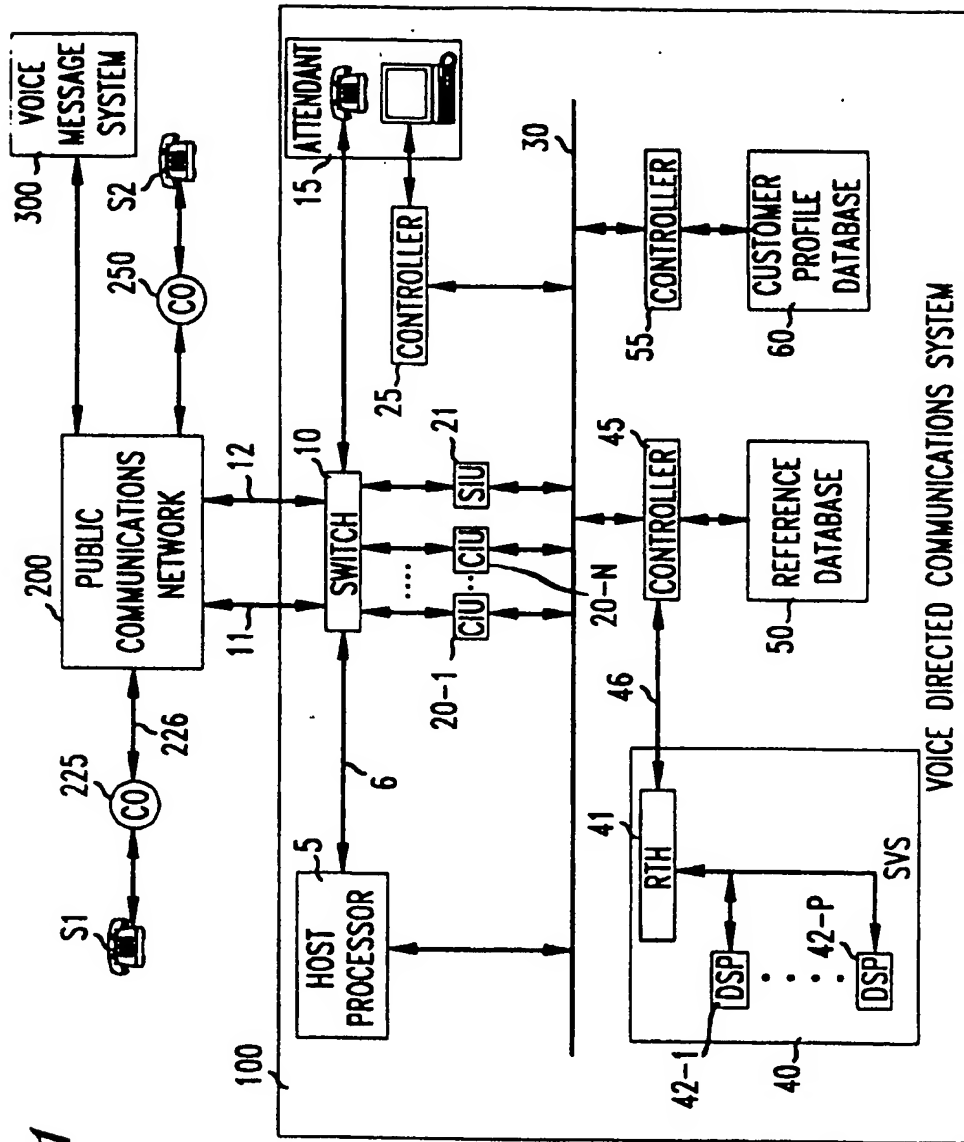 VOICE
MESSAGE
SYSTEM
300
S2
250
CO
200
PUBLIC
COMMUNICATIONS
NETWORK
226
225
CO
S1
11
12
100
ATTENDANT
15
CONTROLLER
25
10
SWITCH
6
5
HOST
PROCESSOR
21
SIU
CIU
CIU
20-1
20-N
30
55
CONTROLLER
60
CUSTOMER
PROFILE
DATABASE
45
CONTROLLER
50
REFERENCE
DATABASE
46
41
RTH
SVS
42-P
DSP
DSP
42-1
40
VOICE DIRECTED COMMUNICATIONS SYSTEM